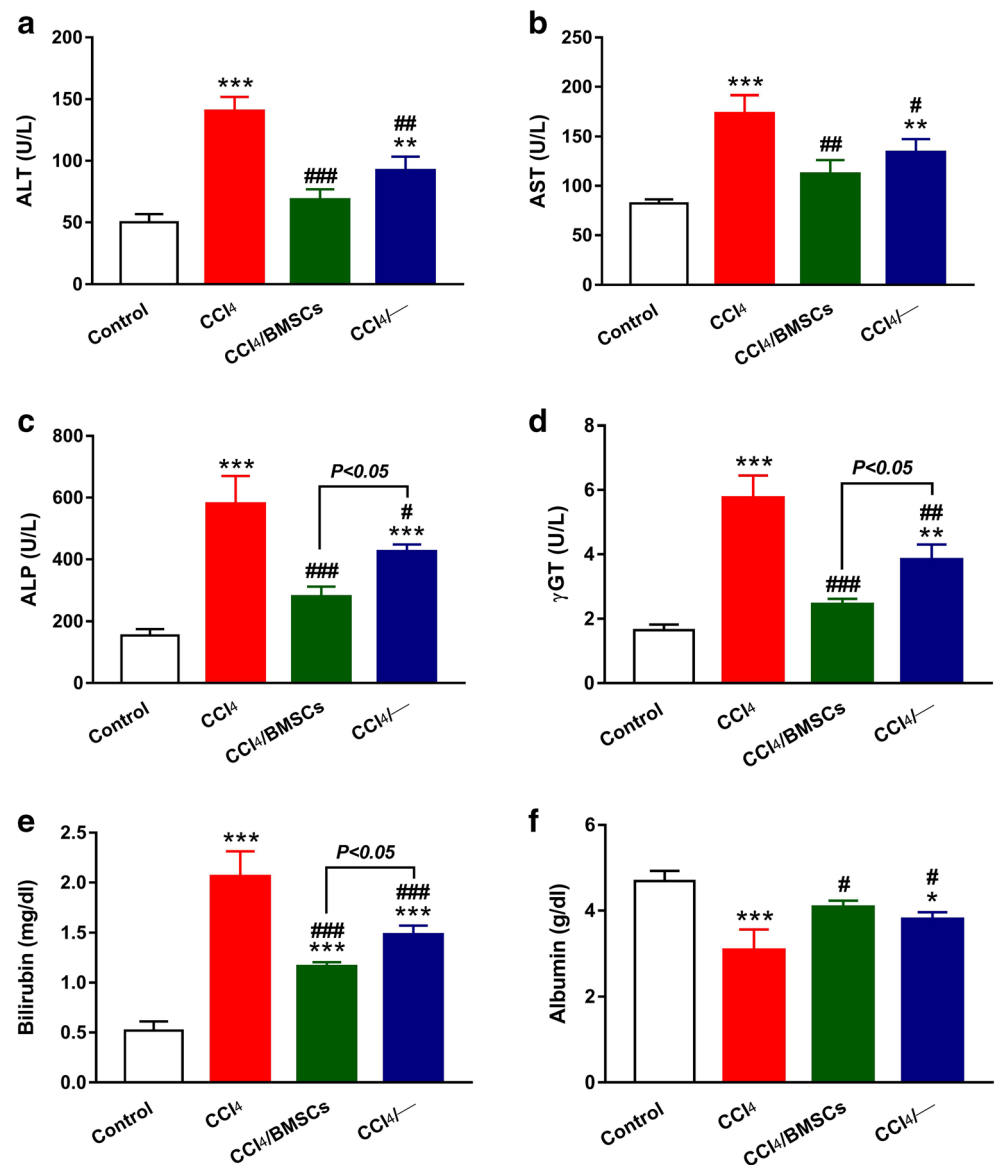 a
ALT (U/L)
200
150
100
50
0
***
###
##
**
Control
CCl4
CCl4/BMSCs
CCl4/—
b
AST (U/L)
250
200
150
100
50
0
***
##
#
**
Control
CCl4
CCl4/BMSCs
CCl4/—
c
ALP (U/L)
800
600
400
200
0
***
###
P<0.05
#
***
Control
CCl4
CCl4/BMSCs
CCl4/—
d
γGT (U/L)
8
6
4
2
0
***
###
P<0.05
##
**
Control
CCl4
CCl4/BMSCs
CCl4/—
e
Bilirubin (mg/dl)
2.5
2.0
1.5
1.0
0.5
0.0
***
###
***
P<0.05
###
***
Control
CCl4
CCl4/BMSCs
CCl4/—
f
Albumin (g/dl)
6
4
2
0
***
#
#
*
Control
CCl4
CCl4/BMSCs
CCl4/—